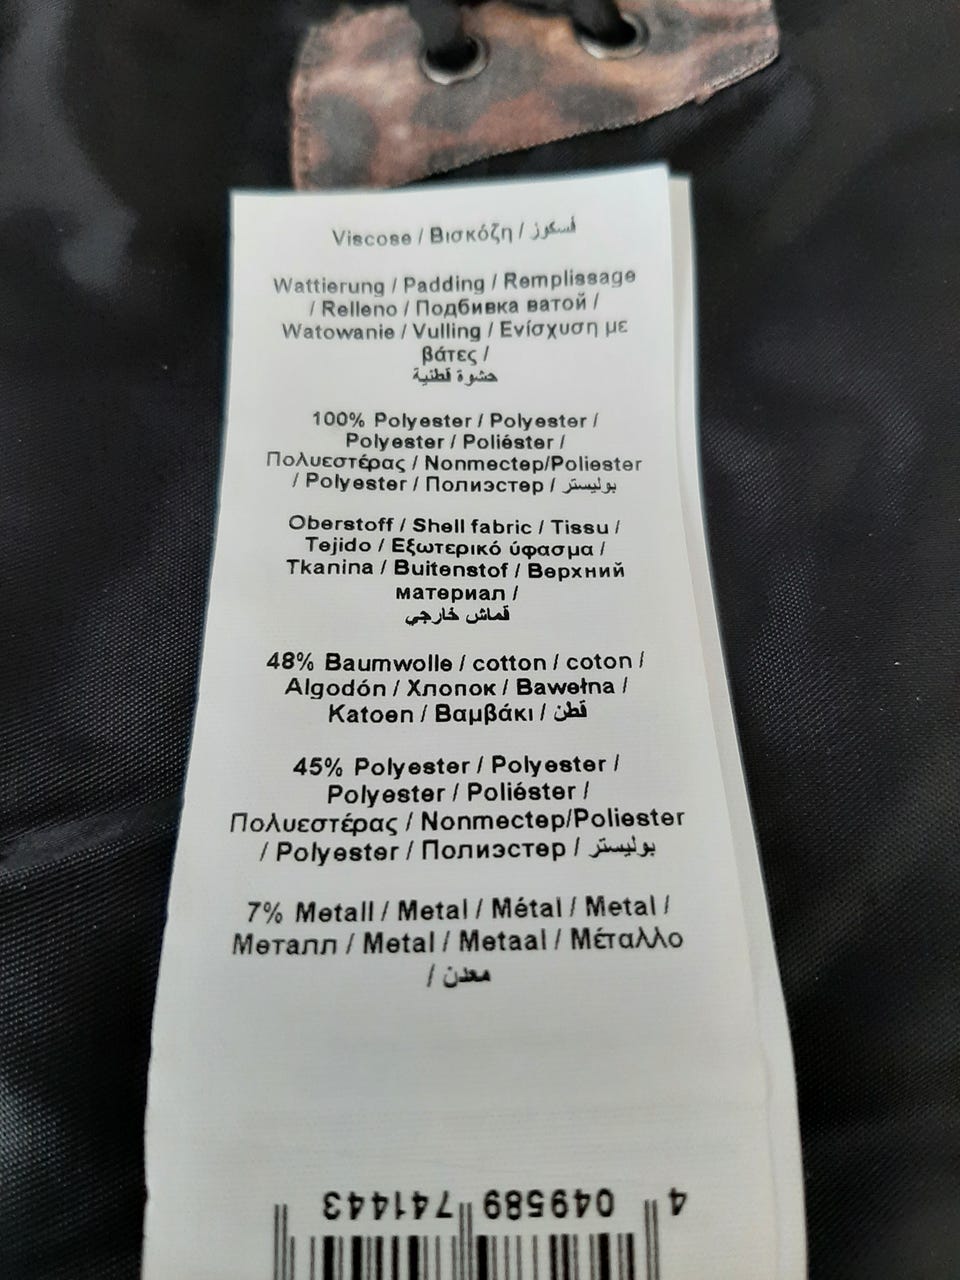 Viscose / Βισκόζη / فسكوز
Wattierung / Padding / Remplissage
/ Relleno / Подбивка ватой /
Watowanie / Vulling / Ενίσχυση με
βάτες /
حشوة قطنية
100% Polyester / Polyester /
Polyester / Poliéster /
Πολυεστέρας / Nonmecтep/Poliester
/ Polyester / Полиэстер / بوليستر
Oberstoff / Shell fabric / Tissu /
Tejido / Εξωτερικό ύφασμα /
Tkanina / Buitenstof / Верхний
материал /
قماش خارجي
48% Baumwolle / cotton / coton /
Algodón / Хлопок / Bawełna /
Katoen / Βαμβάκι / قطن
45% Polyester / Polyester /
Polyester / Poliéster /
Πολυεστέρας / Nonmecтep/Poliester
/ Polyester / Полиэстер / بوليستر
7% Metall / Metal / Métal / Metal /
Металл / Metal / Metaal / Μέταλλο
/ معدن
4 049589 741443